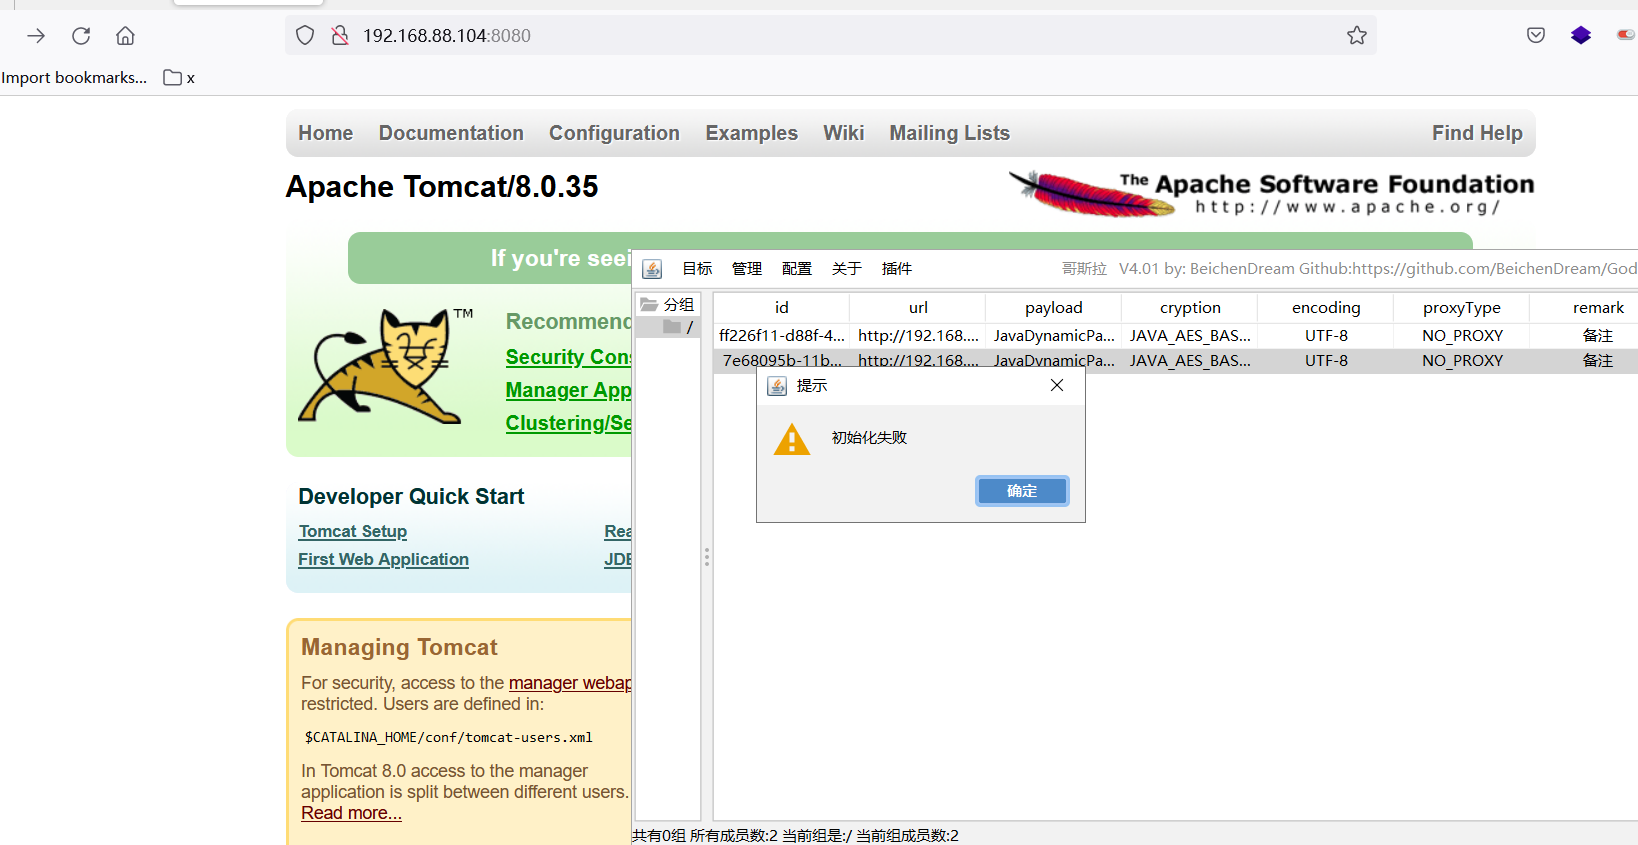 192.168.88.104:8080
Import bookmarks... x
Home Documentation Configuration Examples Wiki Mailing Lists Find Help
Apache Tomcat/8.0.35
The Apache Software Foundation
http://www.apache.org/
If you're seei
目标 管理 配置 关于 插件 哥斯拉 V4.01 by: BeichenDream Github:https://github.com/BeichenDream/God
分组
/
id url payload cryption encoding proxyType remark
ff226f11-d88f-4... http://192.168.... JavaDynamicPa... JAVA_AES_BAS... UTF-8 NO_PROXY 备注
7e68095b-11b... http://192.168.... JavaDynamicPa... JAVA_AES_BAS... UTF-8 NO_PROXY 备注
提示
初始化失败
确定
TM
Recommend
Security Cons
Manager App
Clustering/Se
Developer Quick Start
Tomcat Setup Rea
First Web Application JDB
Managing Tomcat
For security, access to the manager webap
restricted. Users are defined in:
$CATALINA_HOME/conf/tomcat-users.xml
In Tomcat 8.0 access to the manager
application is split between different users.
Read more...
共有0组 所有成员数:2 当前组是:/ 当前组成员数:2